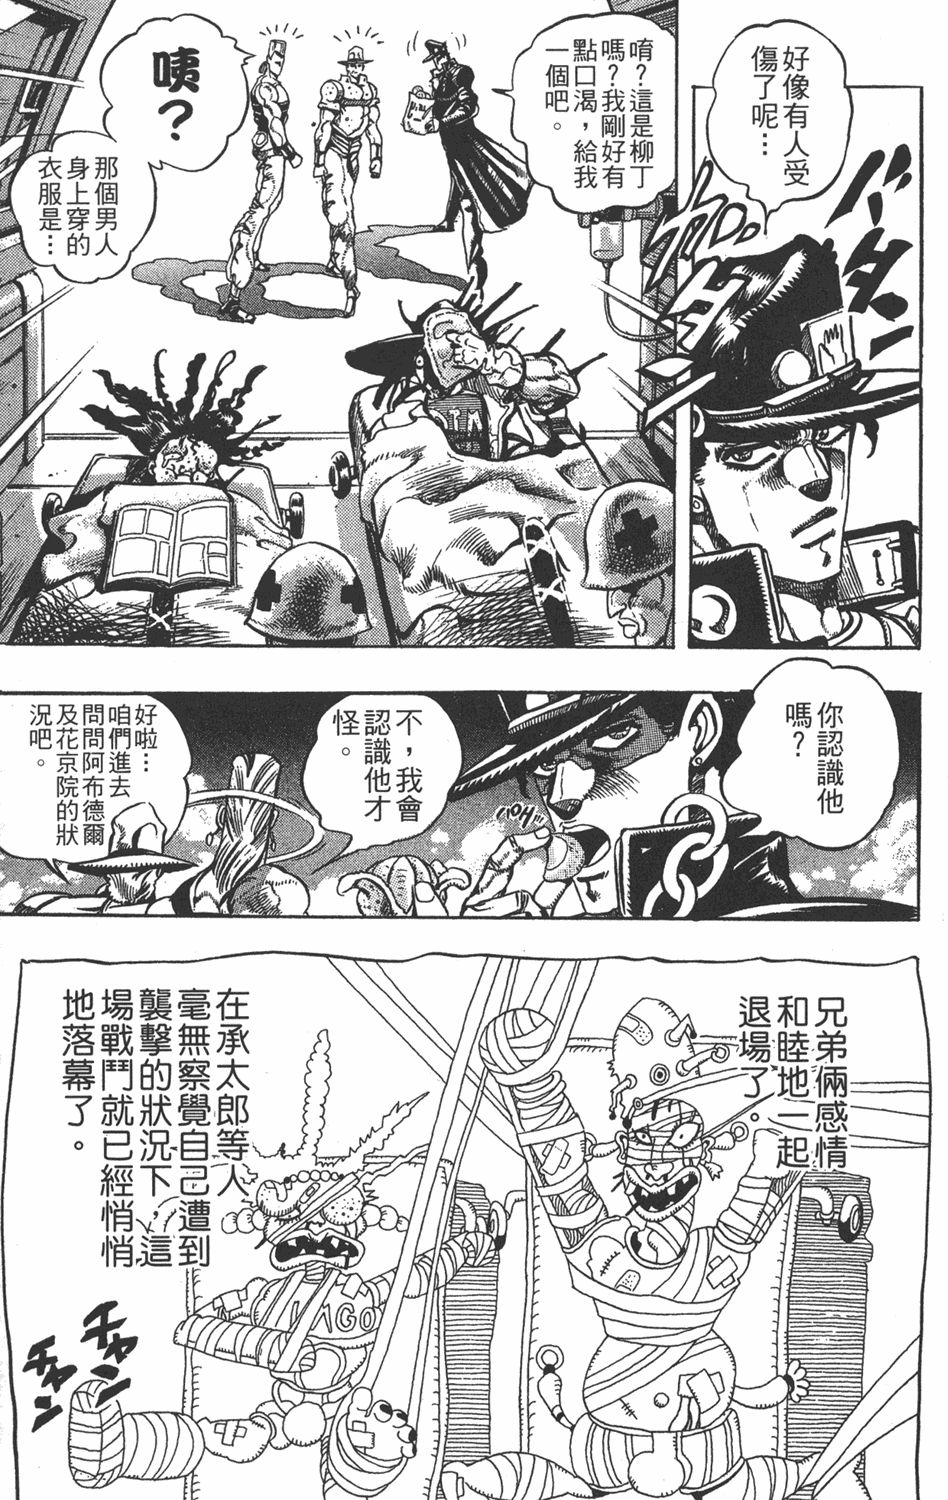 好像有人受
傷了呢…
バタン
唷？這是柳丁
嗎？我剛好有
點口渴，給我
一個吧。
咦？
那個男人
身上穿的
衣服是…
TM
你認識他
嗎？
不，我會
認識他才
怪。
好啦…
咱們進去
問問阿布德爾
及花京院的狀
況吧。
兄弟倆感情
和睦地一起
退場了。
在承太郎等人
毫無察覺自己遭到
襲擊的狀況下，這
場戰鬥就已經悄悄
地落幕了。
MGO
チャン
チャン